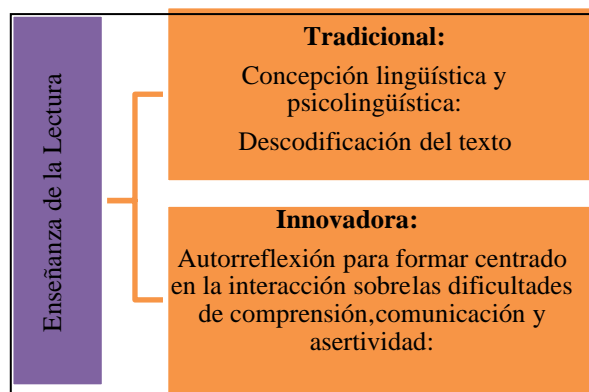 Enseñanza de la Lectura
Tradicional:
Concepción lingüística y
psicolingüística:
Descodificación del texto
Innovadora:
Autorreflexión para formar centrado
en la interacción sobrelas dificultades
de comprensión,comunicación y
asertividad: